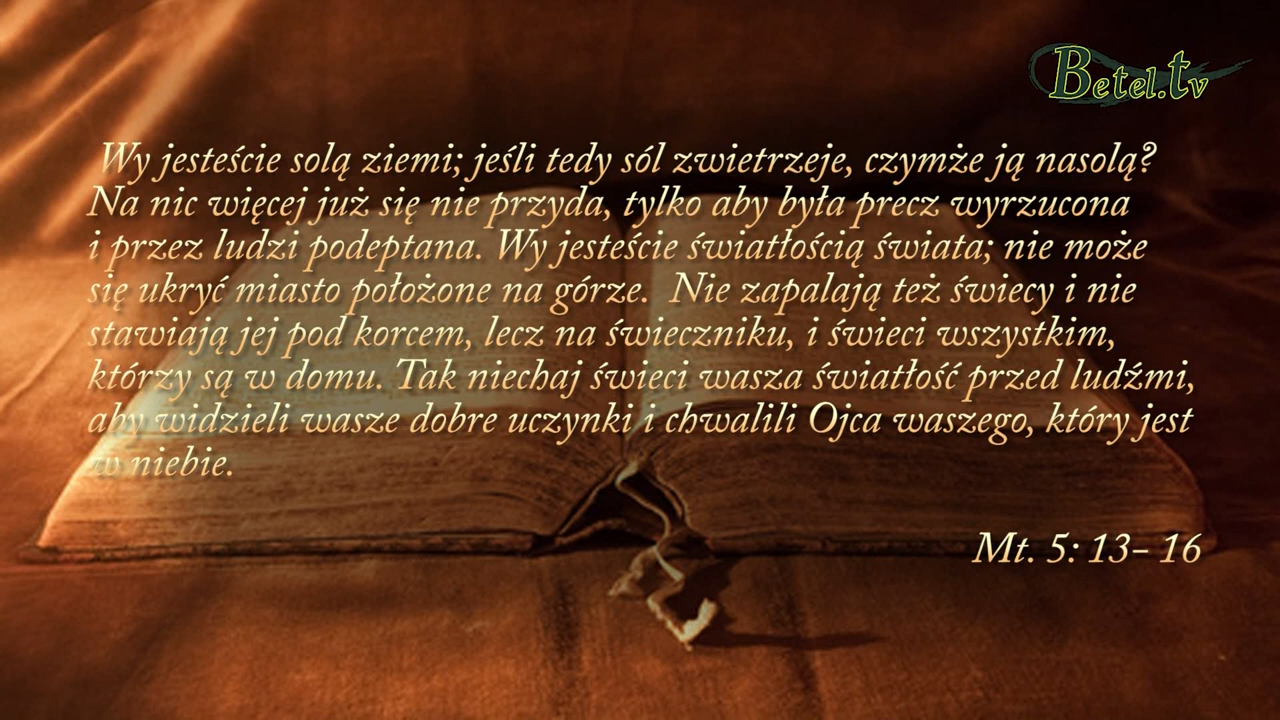 Betel.tv
Wy jesteście solą ziemi; jeśli tedy sól zwietrzeje, czymże ją nasolą?
Na nic więcej już się nie przyda, tylko aby była precz wyrzucona
i przez ludzi podeptana. Wy jesteście światłością świata; nie może
się ukryć miasto położone na górze. Nie zapalają też świecy i nie
stawiają jej pod korcem, lecz na świeczniku, i świeci wszystkim,
którzy są w domu. Tak niechaj świeci wasza światłość przed ludźmi,
aby widzieli wasze dobre uczynki i chwalili Ojca waszego, który jest
w niebie.
Mt. 5: 13– 16